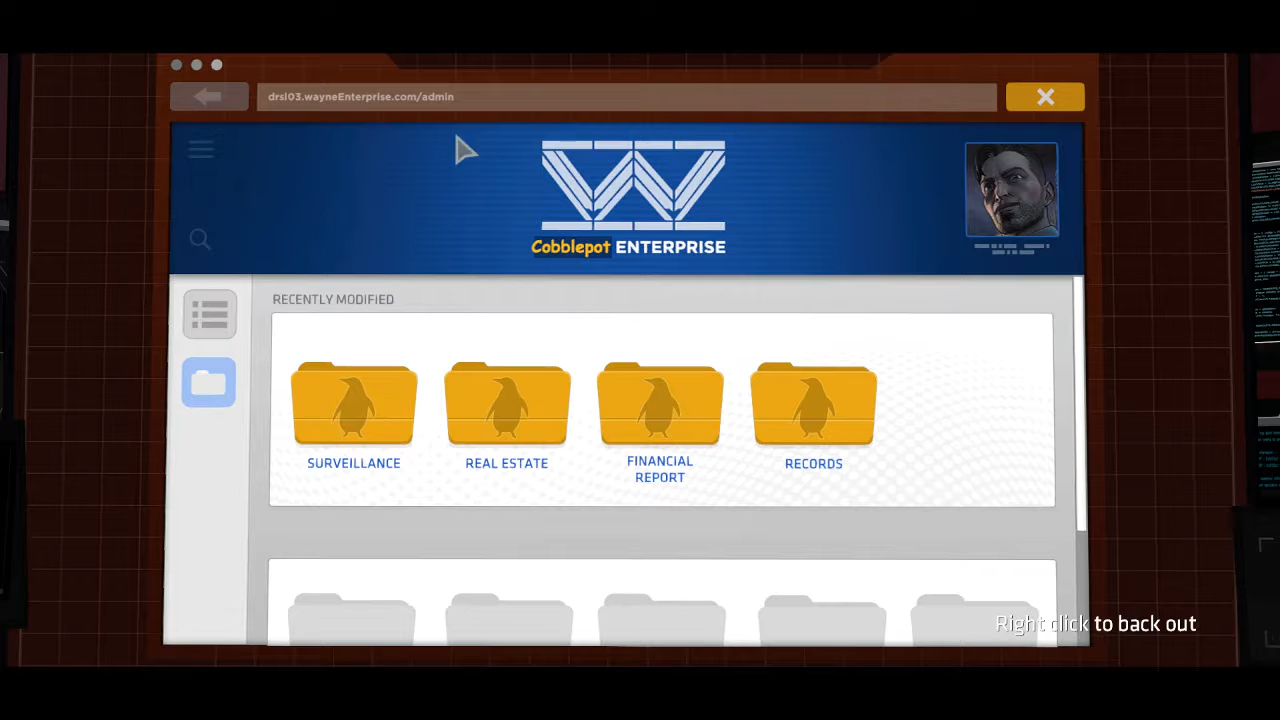 drsl03.wayneEnterprise.com/admin
Cobblepot ENTERPRISE
RECENTLY MODIFIED
SURVEILLANCE
REAL ESTATE
FINANCIAL
REPORT
RECORDS
Right click to back out